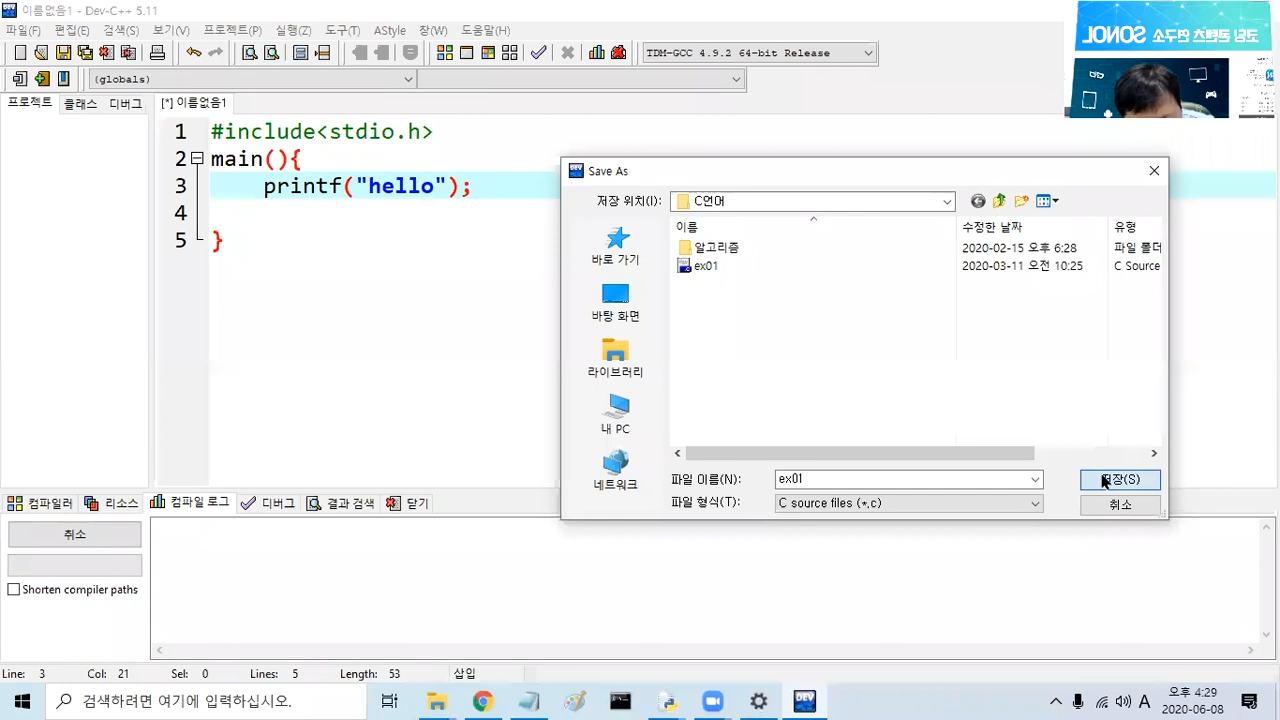 이름없음1 - Dev-C++ 5.11
파일(F) 편집(E) 검색(S) 보기(V) 프로젝트(P) 실행(Z) 도구(T) AStyle 창(W) 도움말(H)
TDM-GCC 4.9.2 64-bit Release
(globals)
프로젝트 클래스 디버그 [*] 이름없음1
1 #include<stdio.h>
2 main(){
3 printf("hello");
4
5 }
Save As
저장 위치(I): C언어
이름 수정한 날짜 유형
알고리즘 2020-02-15 오후 6:28 파일 폴더
ex01 2020-03-11 오전 10:25 C Source
바로 가기
바탕 화면
라이브러리
내 PC
네트워크
파일 이름(N): ex01 저장(S)
파일 형식(T): C source files (*.c) 취소
컴파일러 리소스 컴파일 로그 디버그 결과 검색 닫기
취소
Shorten compiler paths
Line: 3 Col: 21 Sel: 0 Lines: 5 Length: 53 삽입
검색하려면 여기에 입력하십시오.
A
오후 4:29
2020-06-08
코딩 콘텐츠 연구소 SONOL